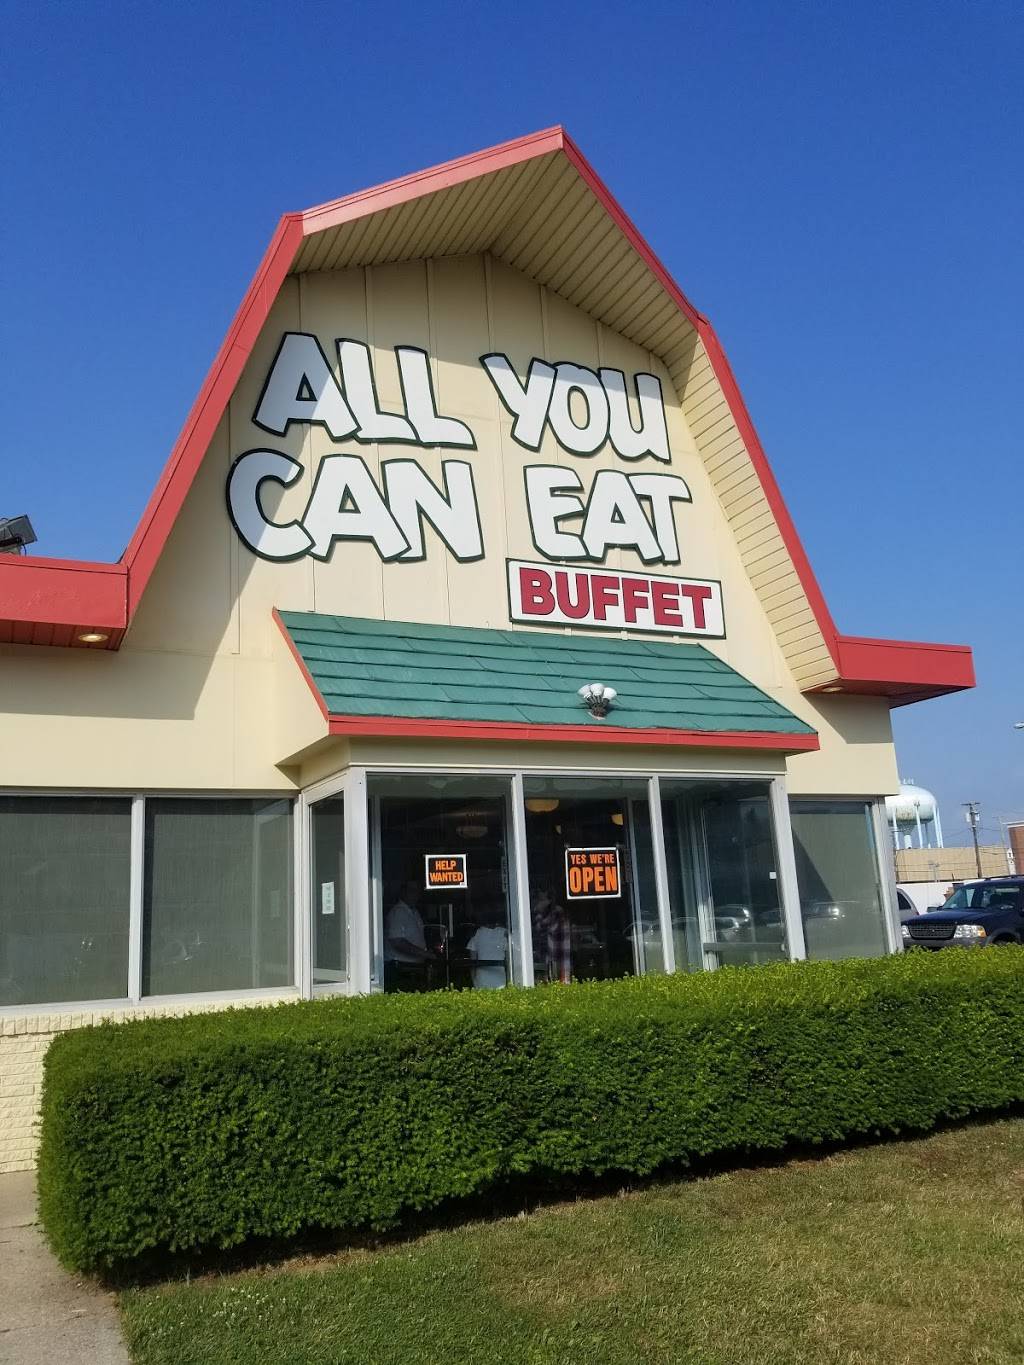 ALL YOU
CAN EAT
BUFFET
HELP
WANTED
YES WE'RE
OPEN